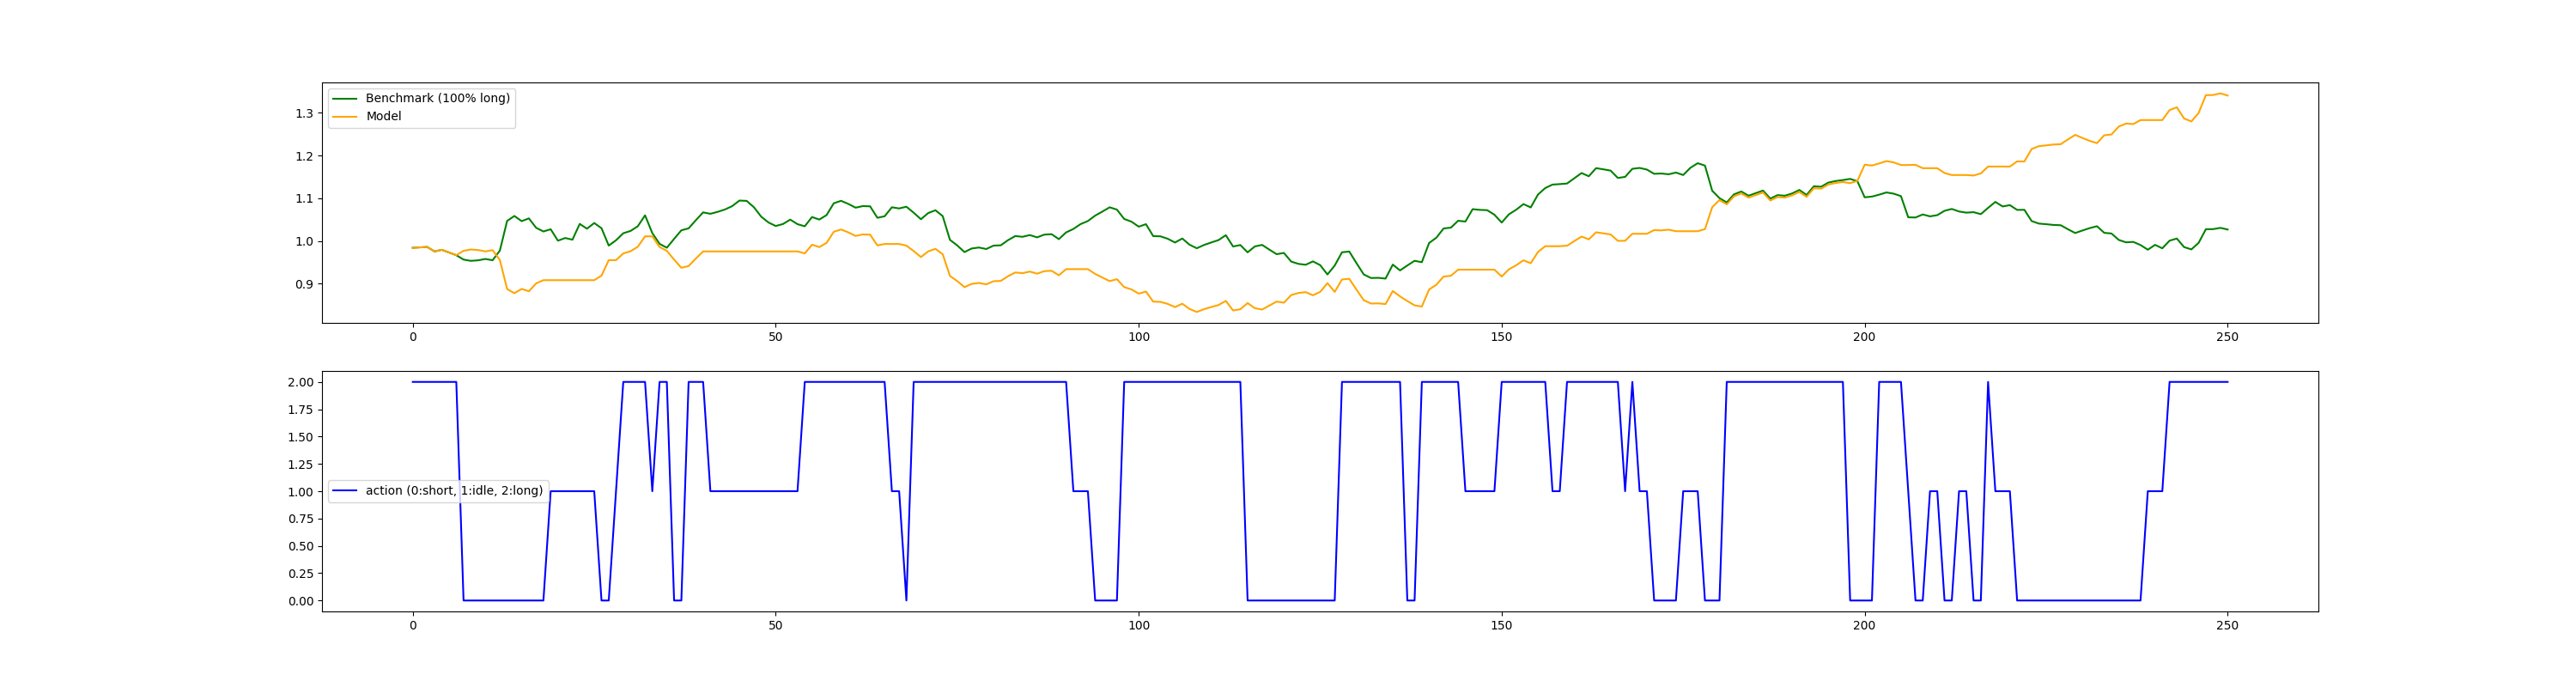 Benchmark (100% long)
Model
1.3
1.2
1.1
1.0
0.9
0 50 100 150 200 250
2.00
1.75
1.50
1.25
1.00
0.75
0.50
0.25
0.00
action (0:short, 1:idle, 2:long)
0 50 100 150 200 250